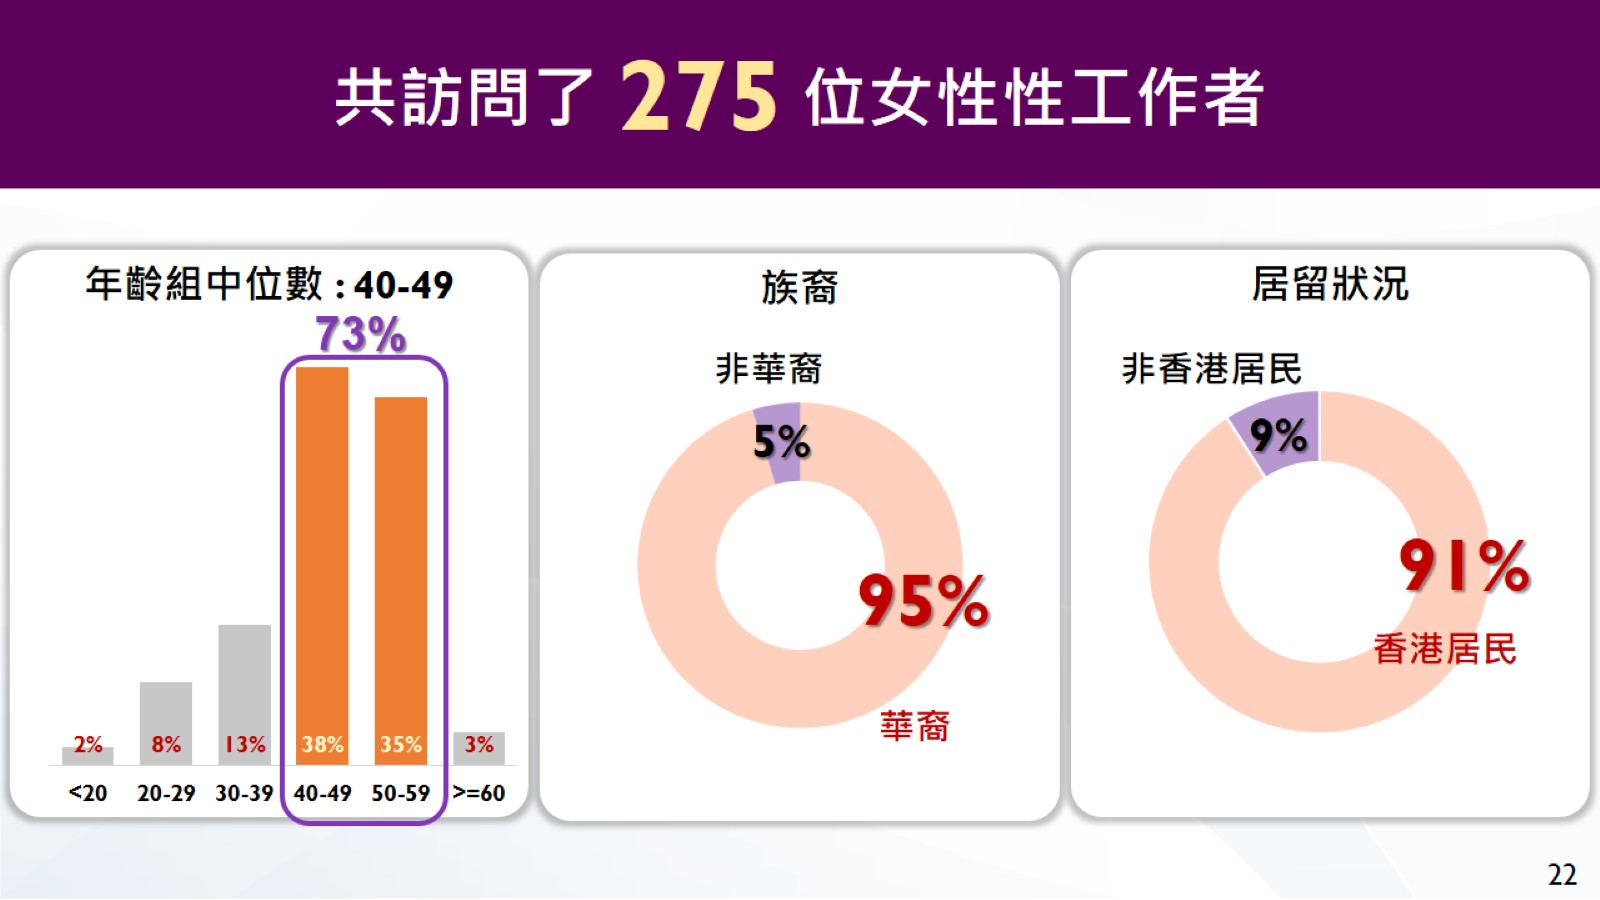 共訪問了 275 位女性性工作者
年齡組中位數 : 40-49
73%
2% 8% 13% 38% 35% 3%
<20 20-29 30-39 40-49 50-59 >=60
族裔
非華裔
5%
95%
華裔
居留狀況
非香港居民
9%
91%
香港居民
22